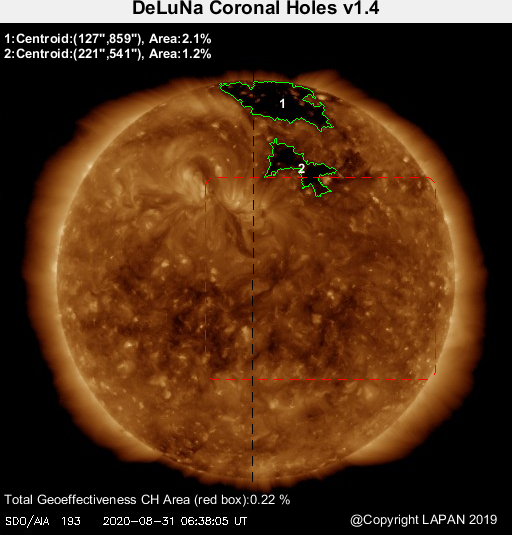 DeLuNa Coronal Holes v1.4
1:Centroid:(127",859"), Area:2.1%
2:Centroid:(221",541"), Area:1.2%
1
2
Total Geoeffectiveness CH Area (red box):0.22 %
SDO/AIA 193 2020-08-31 06:38:05 UT
@Copyright LAPAN 2019